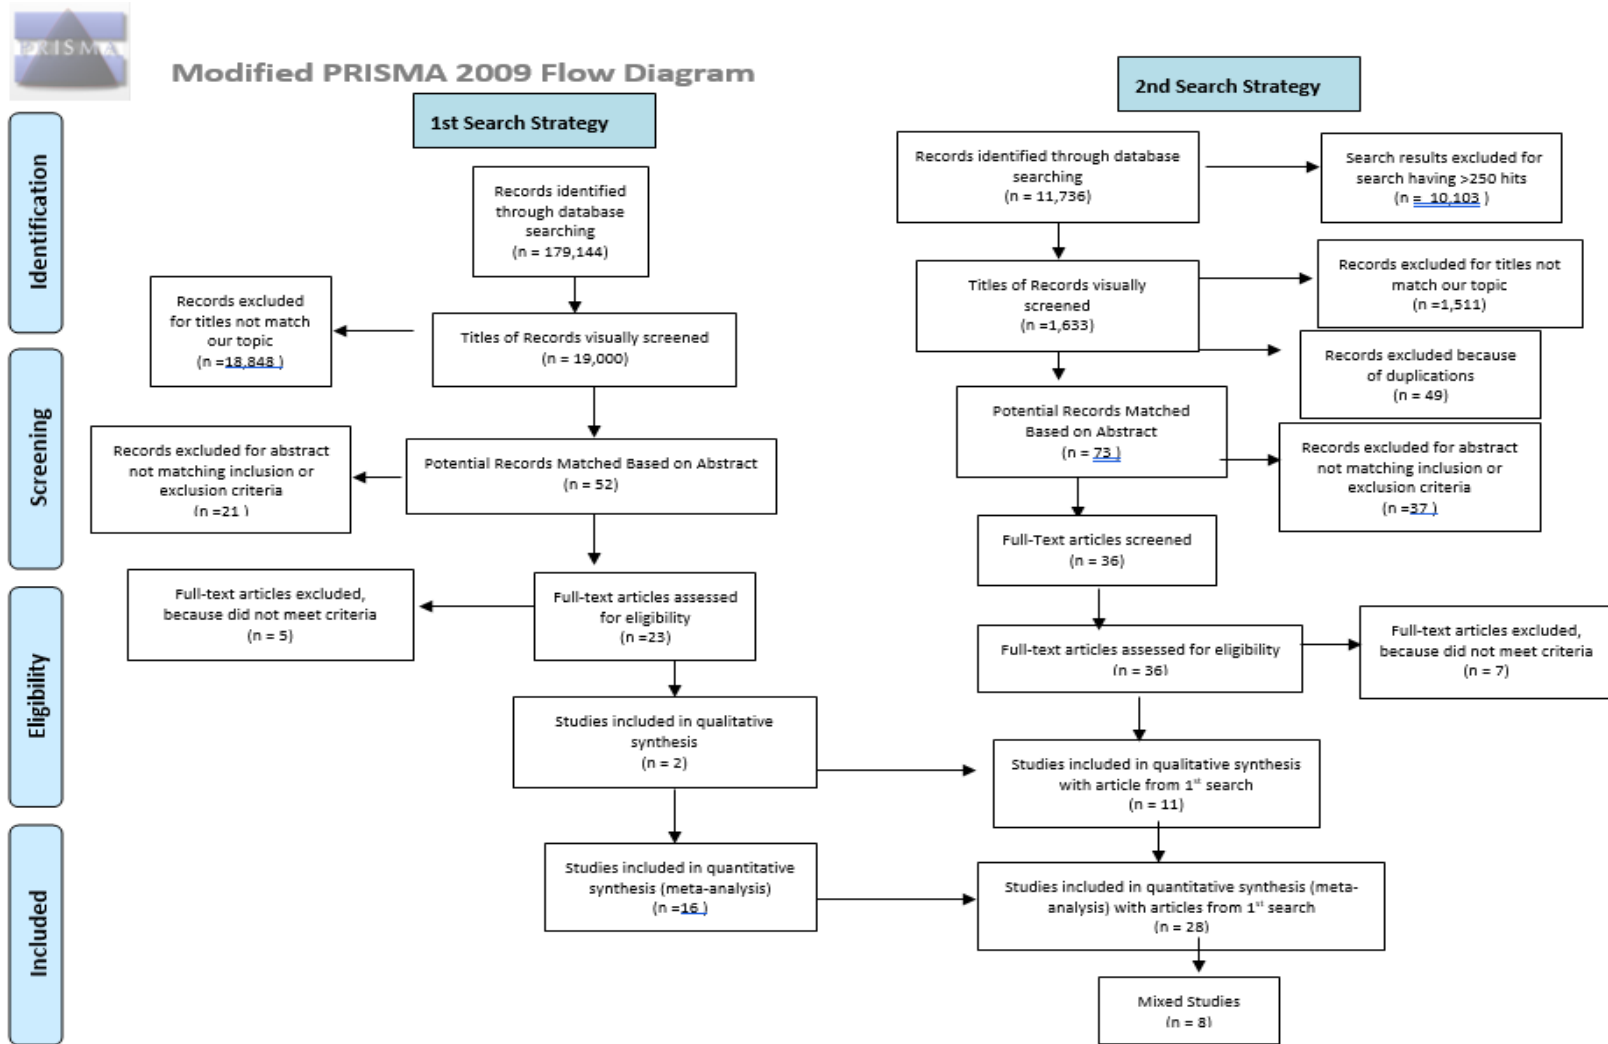 PRISMA
Modified PRISMA 2009 Flow Diagram
Identification
Screening
Eligibility
Included
1st Search Strategy
Records identified
through database
searching
(n = 179,144)
Records excluded
for titles not match
our topic
(n =18,848 )
Titles of Records visually screened
(n = 19,000)
Records excluded for abstract
not matching inclusion or
exclusion criteria
(n =21 )
Potential Records Matched Based on Abstract
(n = 52)
Full-text articles excluded,
because did not meet criteria
(n = 5)
Full-text articles assessed
for eligibility
(n =23)
Studies included in qualitative
synthesis
(n = 2)
Studies included in quantitative
synthesis (meta-analysis)
(n =16 )
2nd Search Strategy
Records identified through database
searching
(n = 11,736)
Search results excluded for
search having >250 hits
(n = 10,103 )
Titles of Records visually
screened
(n =1,633)
Records excluded for titles not
match our topic
(n =1,511)
Records excluded because
of duplications
(n = 49)
Potential Records Matched
Based on Abstract
(n = 73 )
Records excluded for abstract
not matching inclusion or
exclusion criteria
(n =37 )
Full-Text articles screened
(n = 36)
Full-text articles assessed for eligibility
(n = 36)
Full-text articles excluded,
because did not meet criteria
(n = 7)
Studies included in qualitative synthesis
with article from 1st search
(n = 11)
Studies included in quantitative synthesis (meta-
analysis) with articles from 1st search
(n = 28)
Mixed Studies
(n = 8)